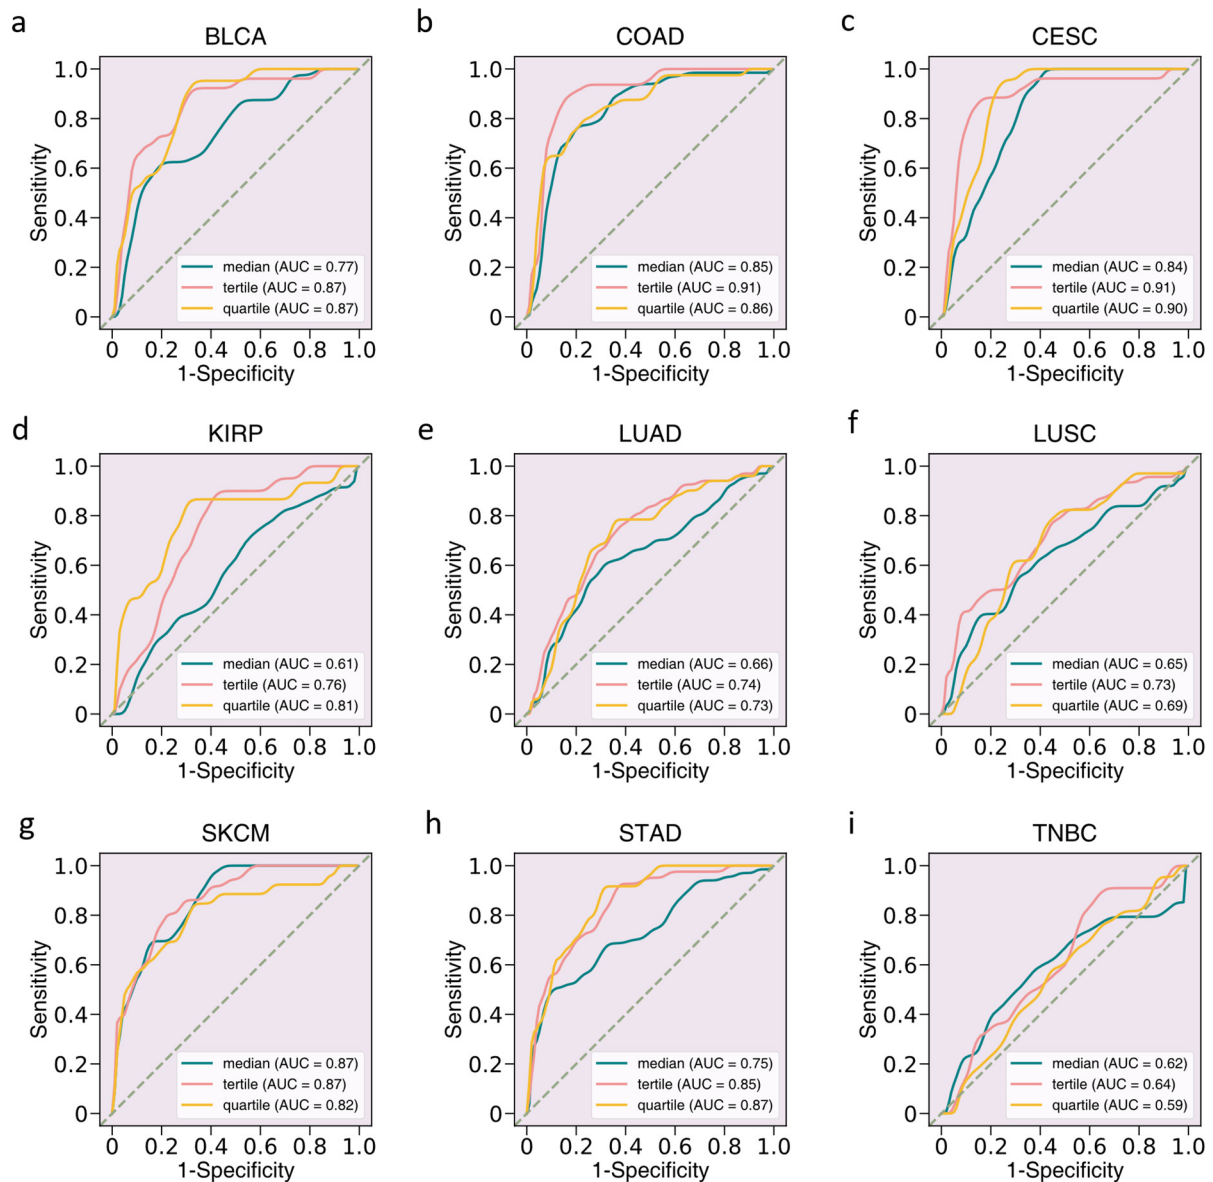 a
BLCA
Sensitivity
1.0
0.8
0.6
0.4
0.2
0
median (AUC = 0.77)
tertile (AUC = 0.87)
quartile (AUC = 0.87)
0 0.2 0.4 0.6 0.8 1.0
1-Specificity
b
COAD
Sensitivity
1.0
0.8
0.6
0.4
0.2
0
median (AUC = 0.85)
tertile (AUC = 0.91)
quartile (AUC = 0.86)
0 0.2 0.4 0.6 0.8 1.0
1-Specificity
c
CESC
Sensitivity
1.0
0.8
0.6
0.4
0.2
0
median (AUC = 0.84)
tertile (AUC = 0.91)
quartile (AUC = 0.90)
0 0.2 0.4 0.6 0.8 1.0
1-Specificity
d
KIRP
Sensitivity
1.0
0.8
0.6
0.4
0.2
0
median (AUC = 0.61)
tertile (AUC = 0.76)
quartile (AUC = 0.81)
0 0.2 0.4 0.6 0.8 1.0
1-Specificity
e
LUAD
Sensitivity
1.0
0.8
0.6
0.4
0.2
0
median (AUC = 0.66)
tertile (AUC = 0.74)
quartile (AUC = 0.73)
0 0.2 0.4 0.6 0.8 1.0
1-Specificity
f
LUSC
Sensitivity
1.0
0.8
0.6
0.4
0.2
0
median (AUC = 0.65)
tertile (AUC = 0.73)
quartile (AUC = 0.69)
0 0.2 0.4 0.6 0.8 1.0
1-Specificity
g
SKCM
Sensitivity
1.0
0.8
0.6
0.4
0.2
0
median (AUC = 0.87)
tertile (AUC = 0.87)
quartile (AUC = 0.82)
0 0.2 0.4 0.6 0.8 1.0
1-Specificity
h
STAD
Sensitivity
1.0
0.8
0.6
0.4
0.2
0
median (AUC = 0.75)
tertile (AUC = 0.85)
quartile (AUC = 0.87)
0 0.2 0.4 0.6 0.8 1.0
1-Specificity
i
TNBC
Sensitivity
1.0
0.8
0.6
0.4
0.2
0
median (AUC = 0.62)
tertile (AUC = 0.64)
quartile (AUC = 0.59)
0 0.2 0.4 0.6 0.8 1.0
1-Specificity